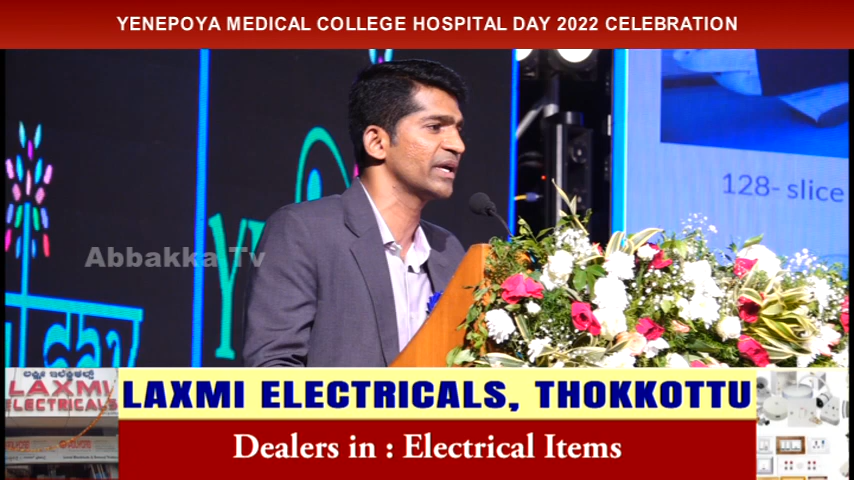 YENEPOYA MEDICAL COLLEGE HOSPITAL DAY 2022 CELEBRATION
128- slice
Abbakka Tv
LAXMI
ELECTRICALS
LAXMI ELECTRICALS, THOKKOTTU
Dealers in : Electrical Items